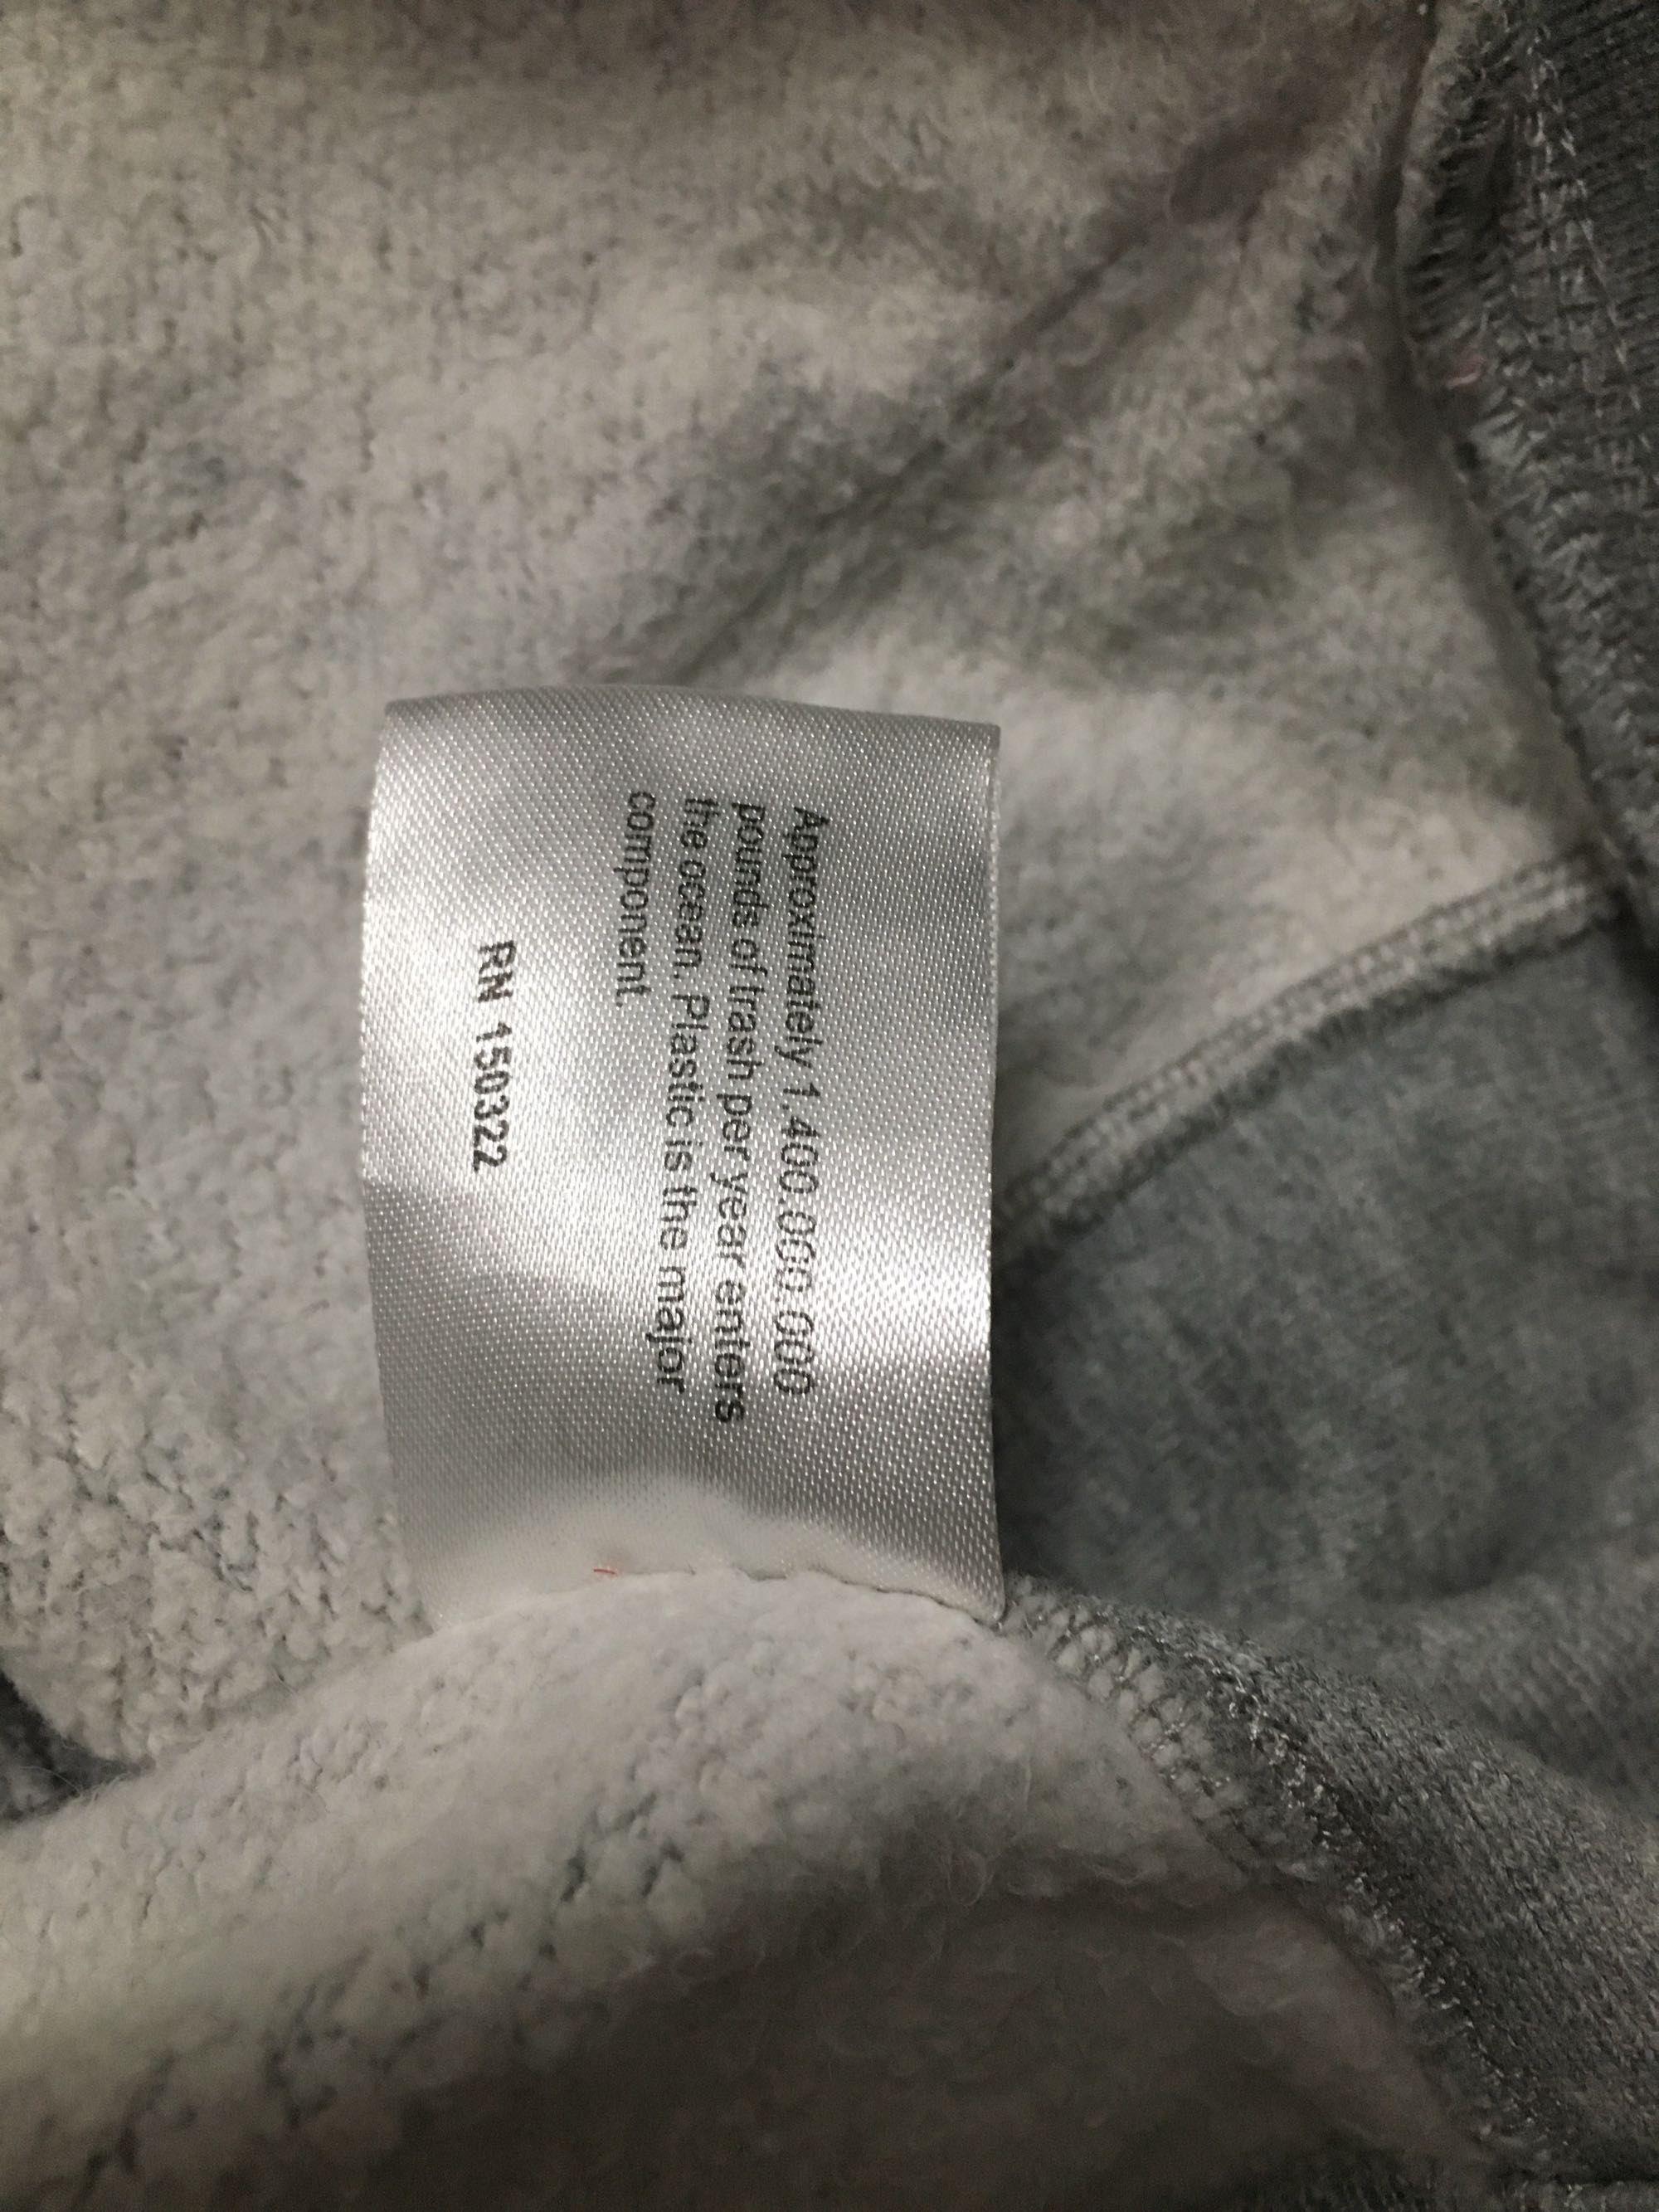 Approximately 1.400.000.000
pounds of trash per year enters
the ocean. Plastic is the major
component.
RN 150322